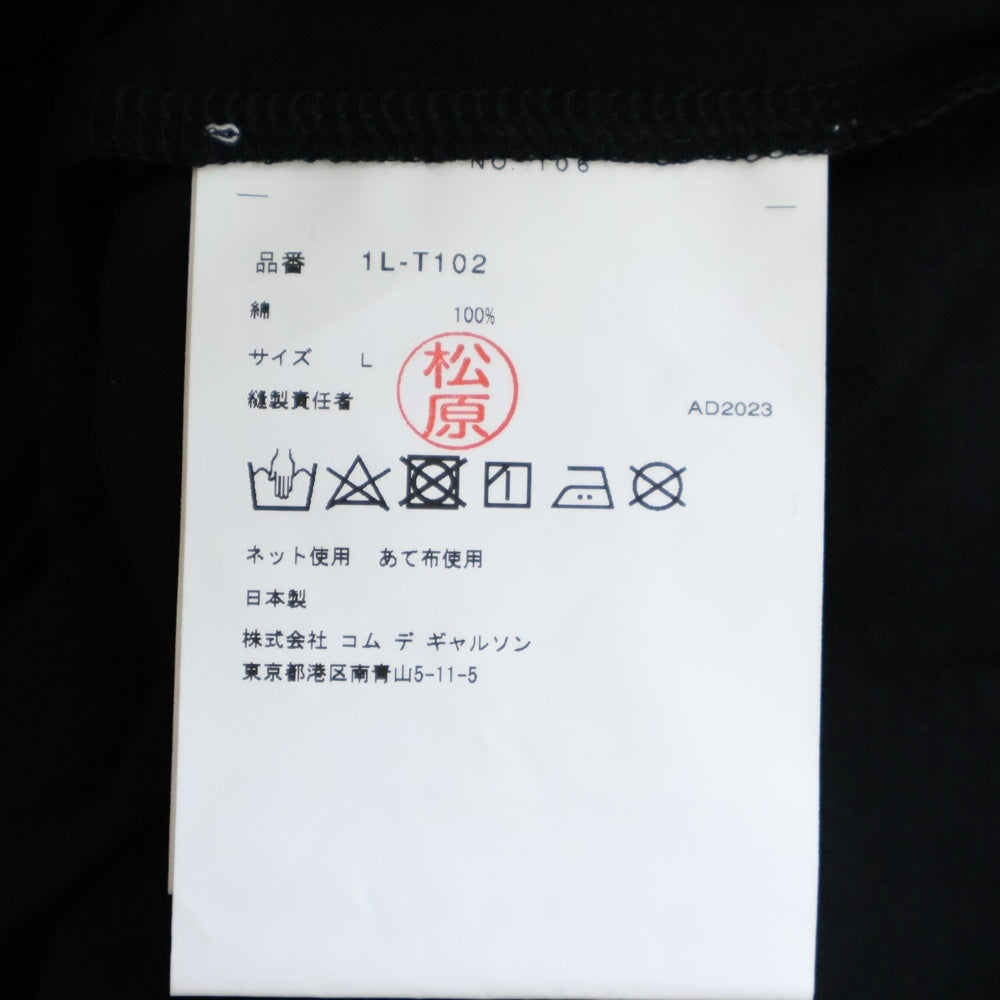 NO. 106
品番 1L-T102
綿 100%
サイズ L
松原
縫製責任者 AD2023
ネット使用 あて布使用
日本製
株式会社 コム デ ギャルソン
東京都港区南青山5-11-5